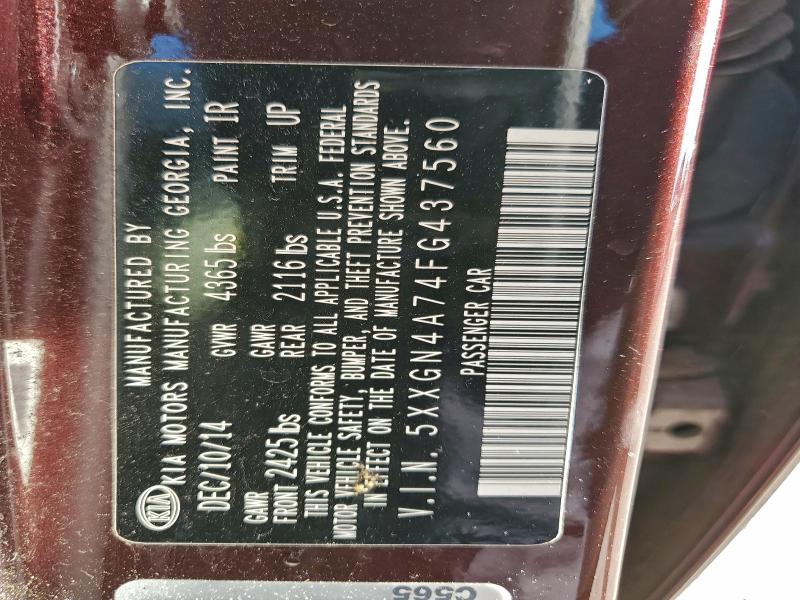 MANUFACTURED BY
KIA KIA MOTORS MANUFACTURING GEORGIA, INC.
DEC/10/14 GVWR 4365 lbs PAINT IR
GAWR FRONT 2425 lbs GAWR REAR 2116 lbs TRIM UP
THIS VEHICLE CONFORMS TO ALL APPLICABLE U.S.A. FEDERAL
MOTOR VEHICLE SAFETY, BUMPER, AND THEFT PREVENTION STANDARDS
IN EFFECT ON THE DATE OF MANUFACTURE SHOWN ABOVE.
V.I.N. 5XXGN4A74FG437560
PASSENGER CAR
C565